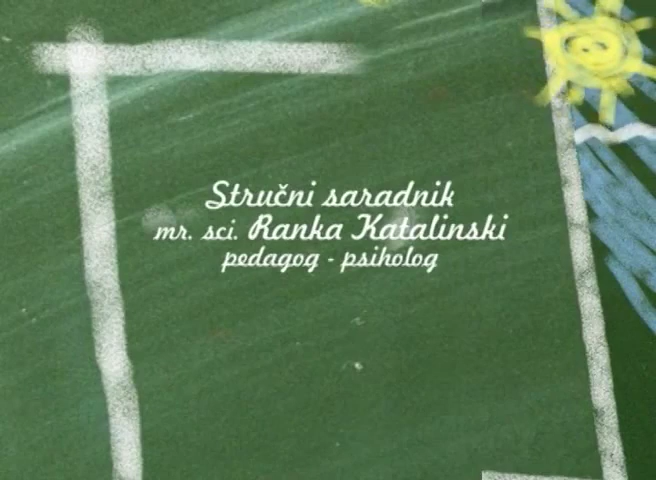 Stručni saradnik
mr. sci. Ranka Katalinski
pedagog - psiholog